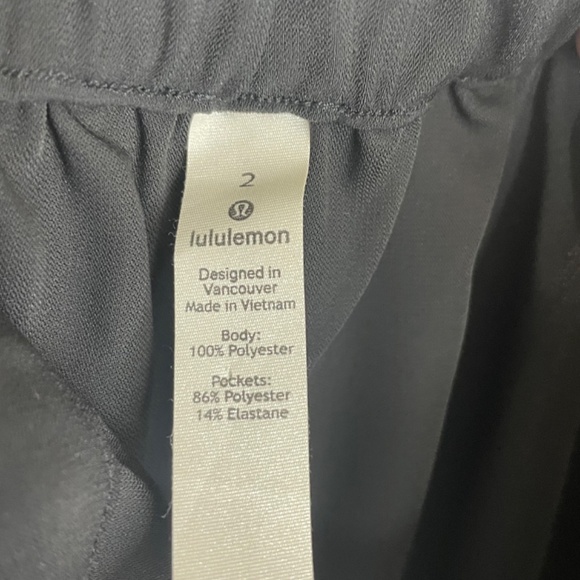 2
lululemon
Designed in
Vancouver
Made in Vietnam
Body:
100% Polyester
Pockets:
86% Polyester
14% Elastane